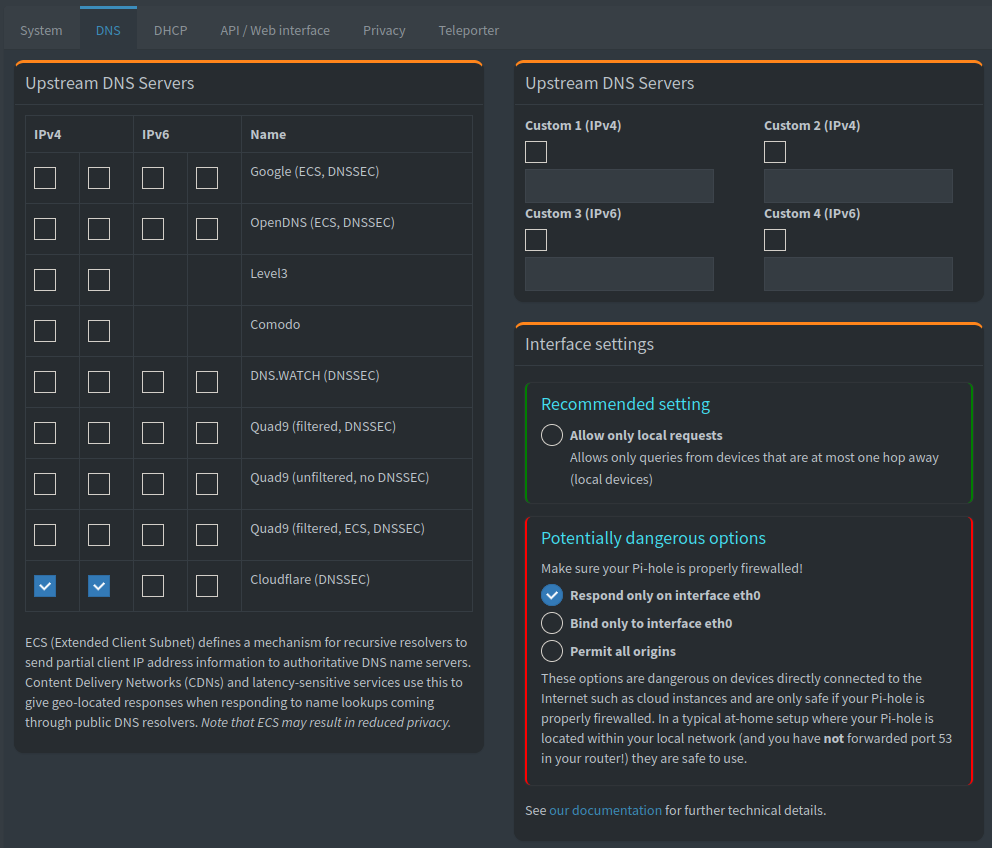 System DNS DHCP API / Web interface Privacy Teleporter
Upstream DNS Servers
IPv4 IPv6 Name
Google (ECS, DNSSEC)
OpenDNS (ECS, DNSSEC)
Level3
Comodo
DNS.WATCH (DNSSEC)
Quad9 (filtered, DNSSEC)
Quad9 (unfiltered, no DNSSEC)
Quad9 (filtered, ECS, DNSSEC)
Cloudflare (DNSSEC)
ECS (Extended Client Subnet) defines a mechanism for recursive resolvers to
send partial client IP address information to authoritative DNS name servers.
Content Delivery Networks (CDNs) and latency-sensitive services use this to
give geo-located responses when responding to name lookups coming
through public DNS resolvers. Note that ECS may result in reduced privacy.
Upstream DNS Servers
Custom 1 (IPv4) Custom 2 (IPv4)
Custom 3 (IPv6) Custom 4 (IPv6)
Interface settings
Recommended setting
Allow only local requests
Allows only queries from devices that are at most one hop away
(local devices)
Potentially dangerous options
Make sure your Pi-hole is properly firewalled!
Respond only on interface eth0
Bind only to interface eth0
Permit all origins
These options are dangerous on devices directly connected to the
Internet such as cloud instances and are only safe if your Pi-hole is
properly firewalled. In a typical at-home setup where your Pi-hole is
located within your local network (and you have not forwarded port 53
in your router!) they are safe to use.
See our documentation for further technical details.